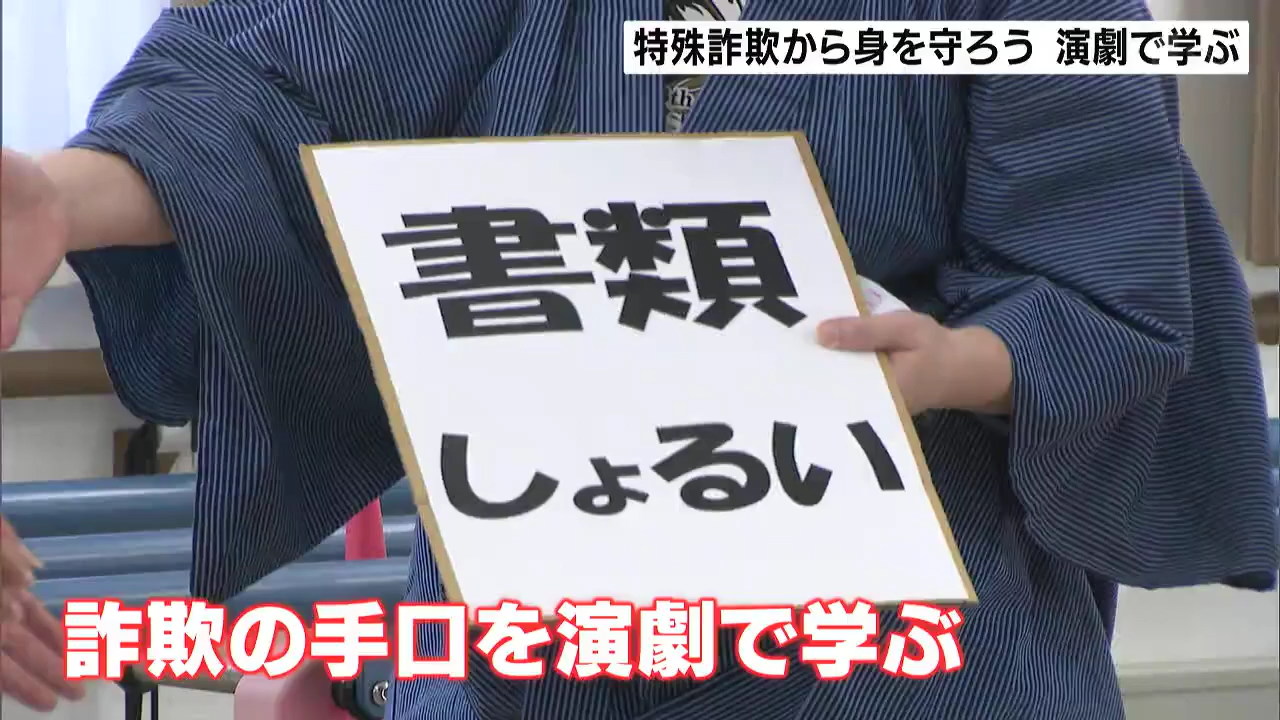 特殊詐欺から身を守ろう 演劇で学ぶ
th
書類
しょるい
詐欺の手口を演劇で学ぶ